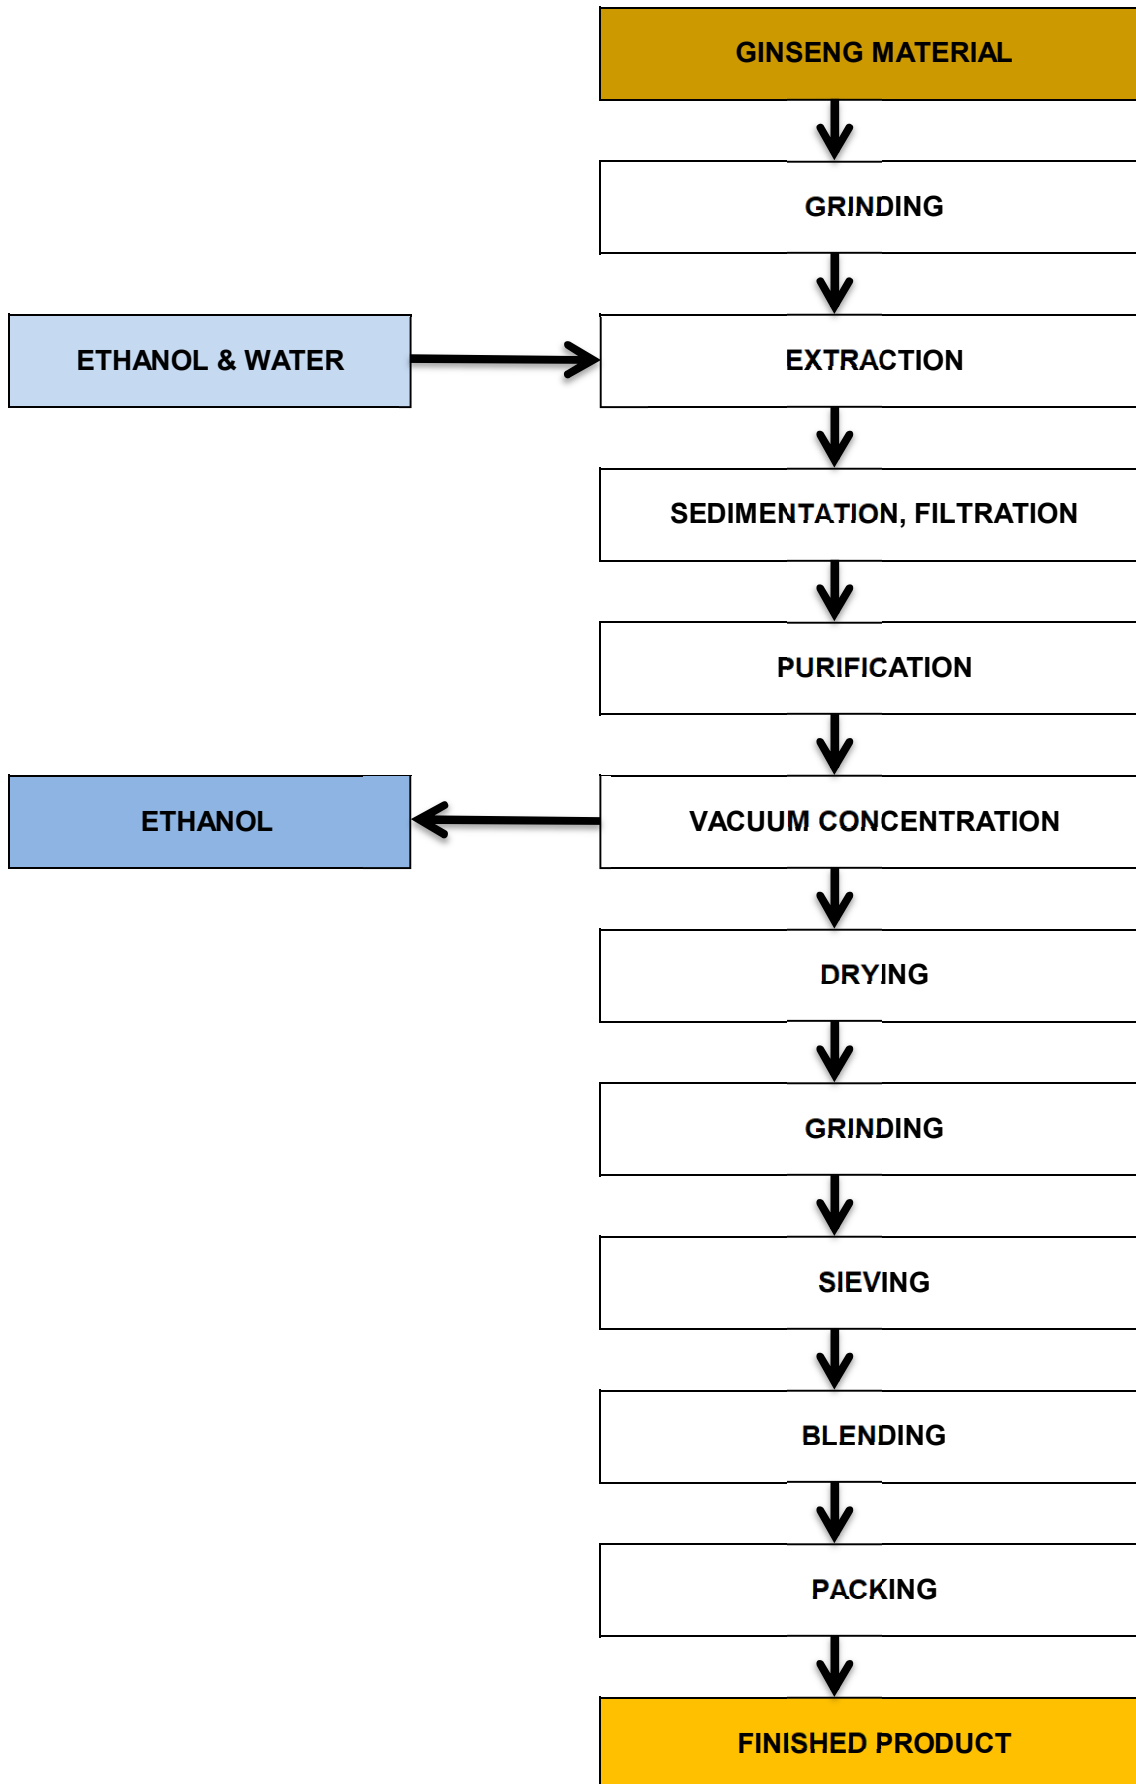 GINSENG MATERIAL
GRINDING
ETHANOL & WATER
EXTRACTION
SEDIMENTATION, FILTRATION
PURIFICATION
ETHANOL
VACUUM CONCENTRATION
DRYING
GRINDING
SIEVING
BLENDING
PACKING
FINISHED PRODUCT